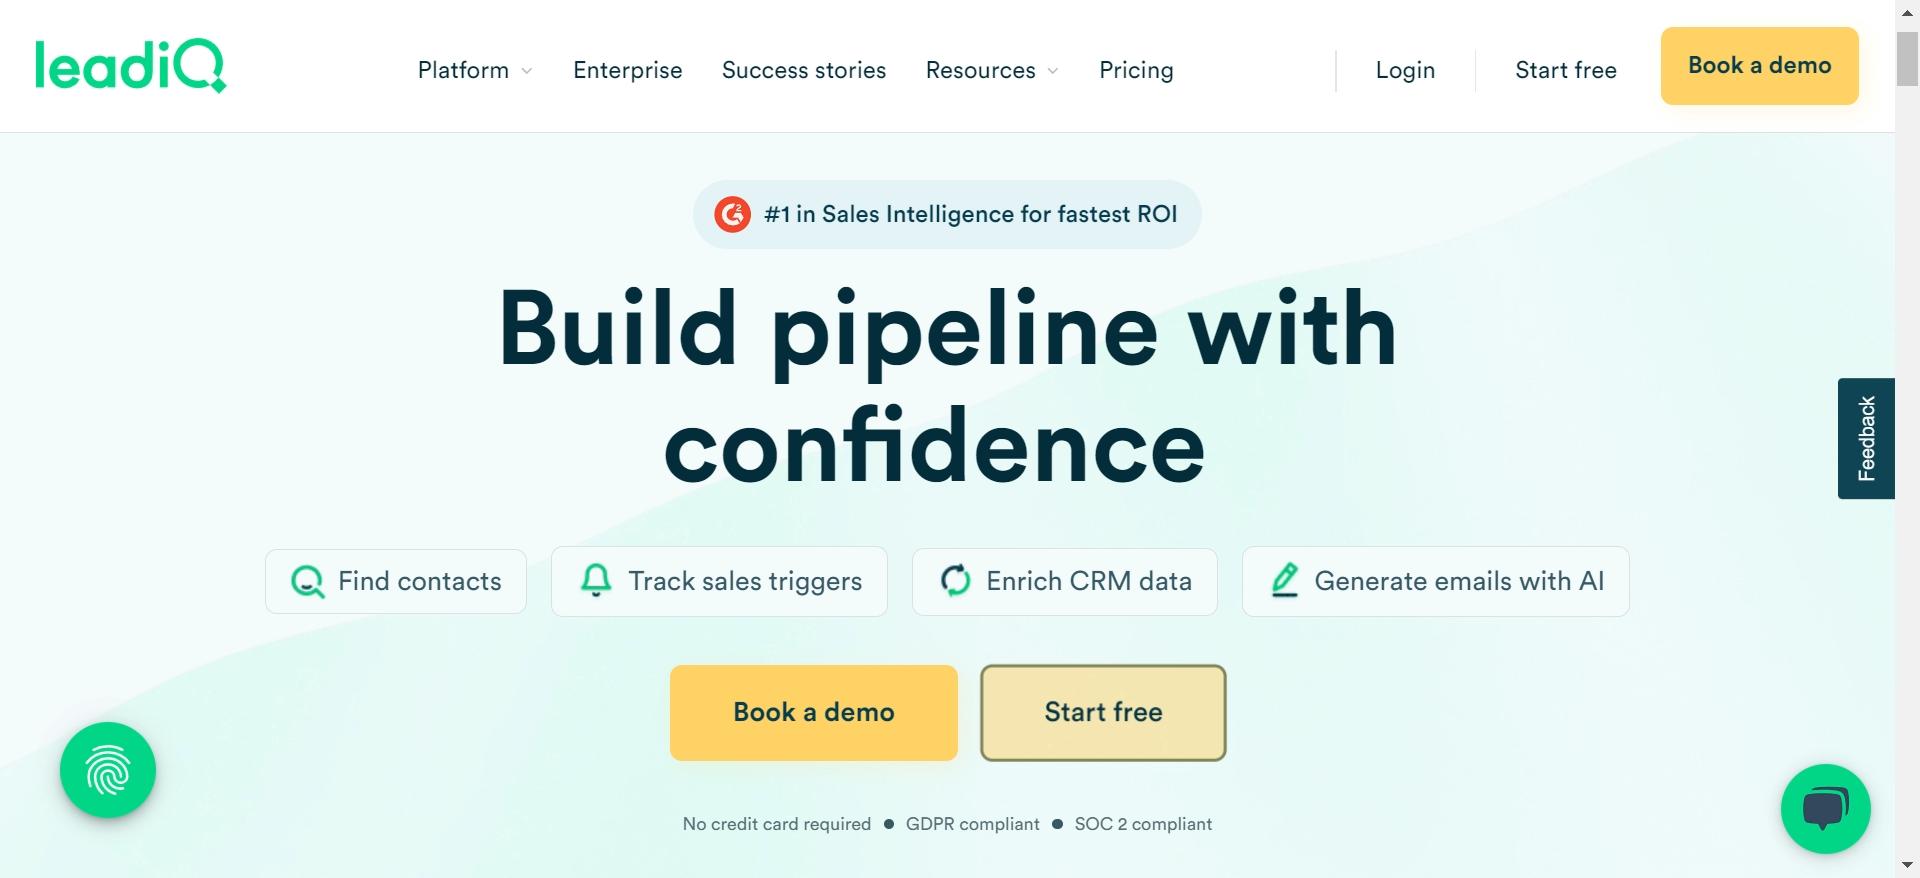 leadiQ
Platform
Enterprise
Success stories
Resources
Pricing
Login
Start free
Book a demo
#1 in Sales Intelligence for fastest ROI
Build pipeline with
confidence
Feedback
Find contacts
Track sales triggers
Enrich CRM data
Generate emails with AI
Book a demo
Start free
No credit card required ● GDPR compliant ● SOC 2 compliant